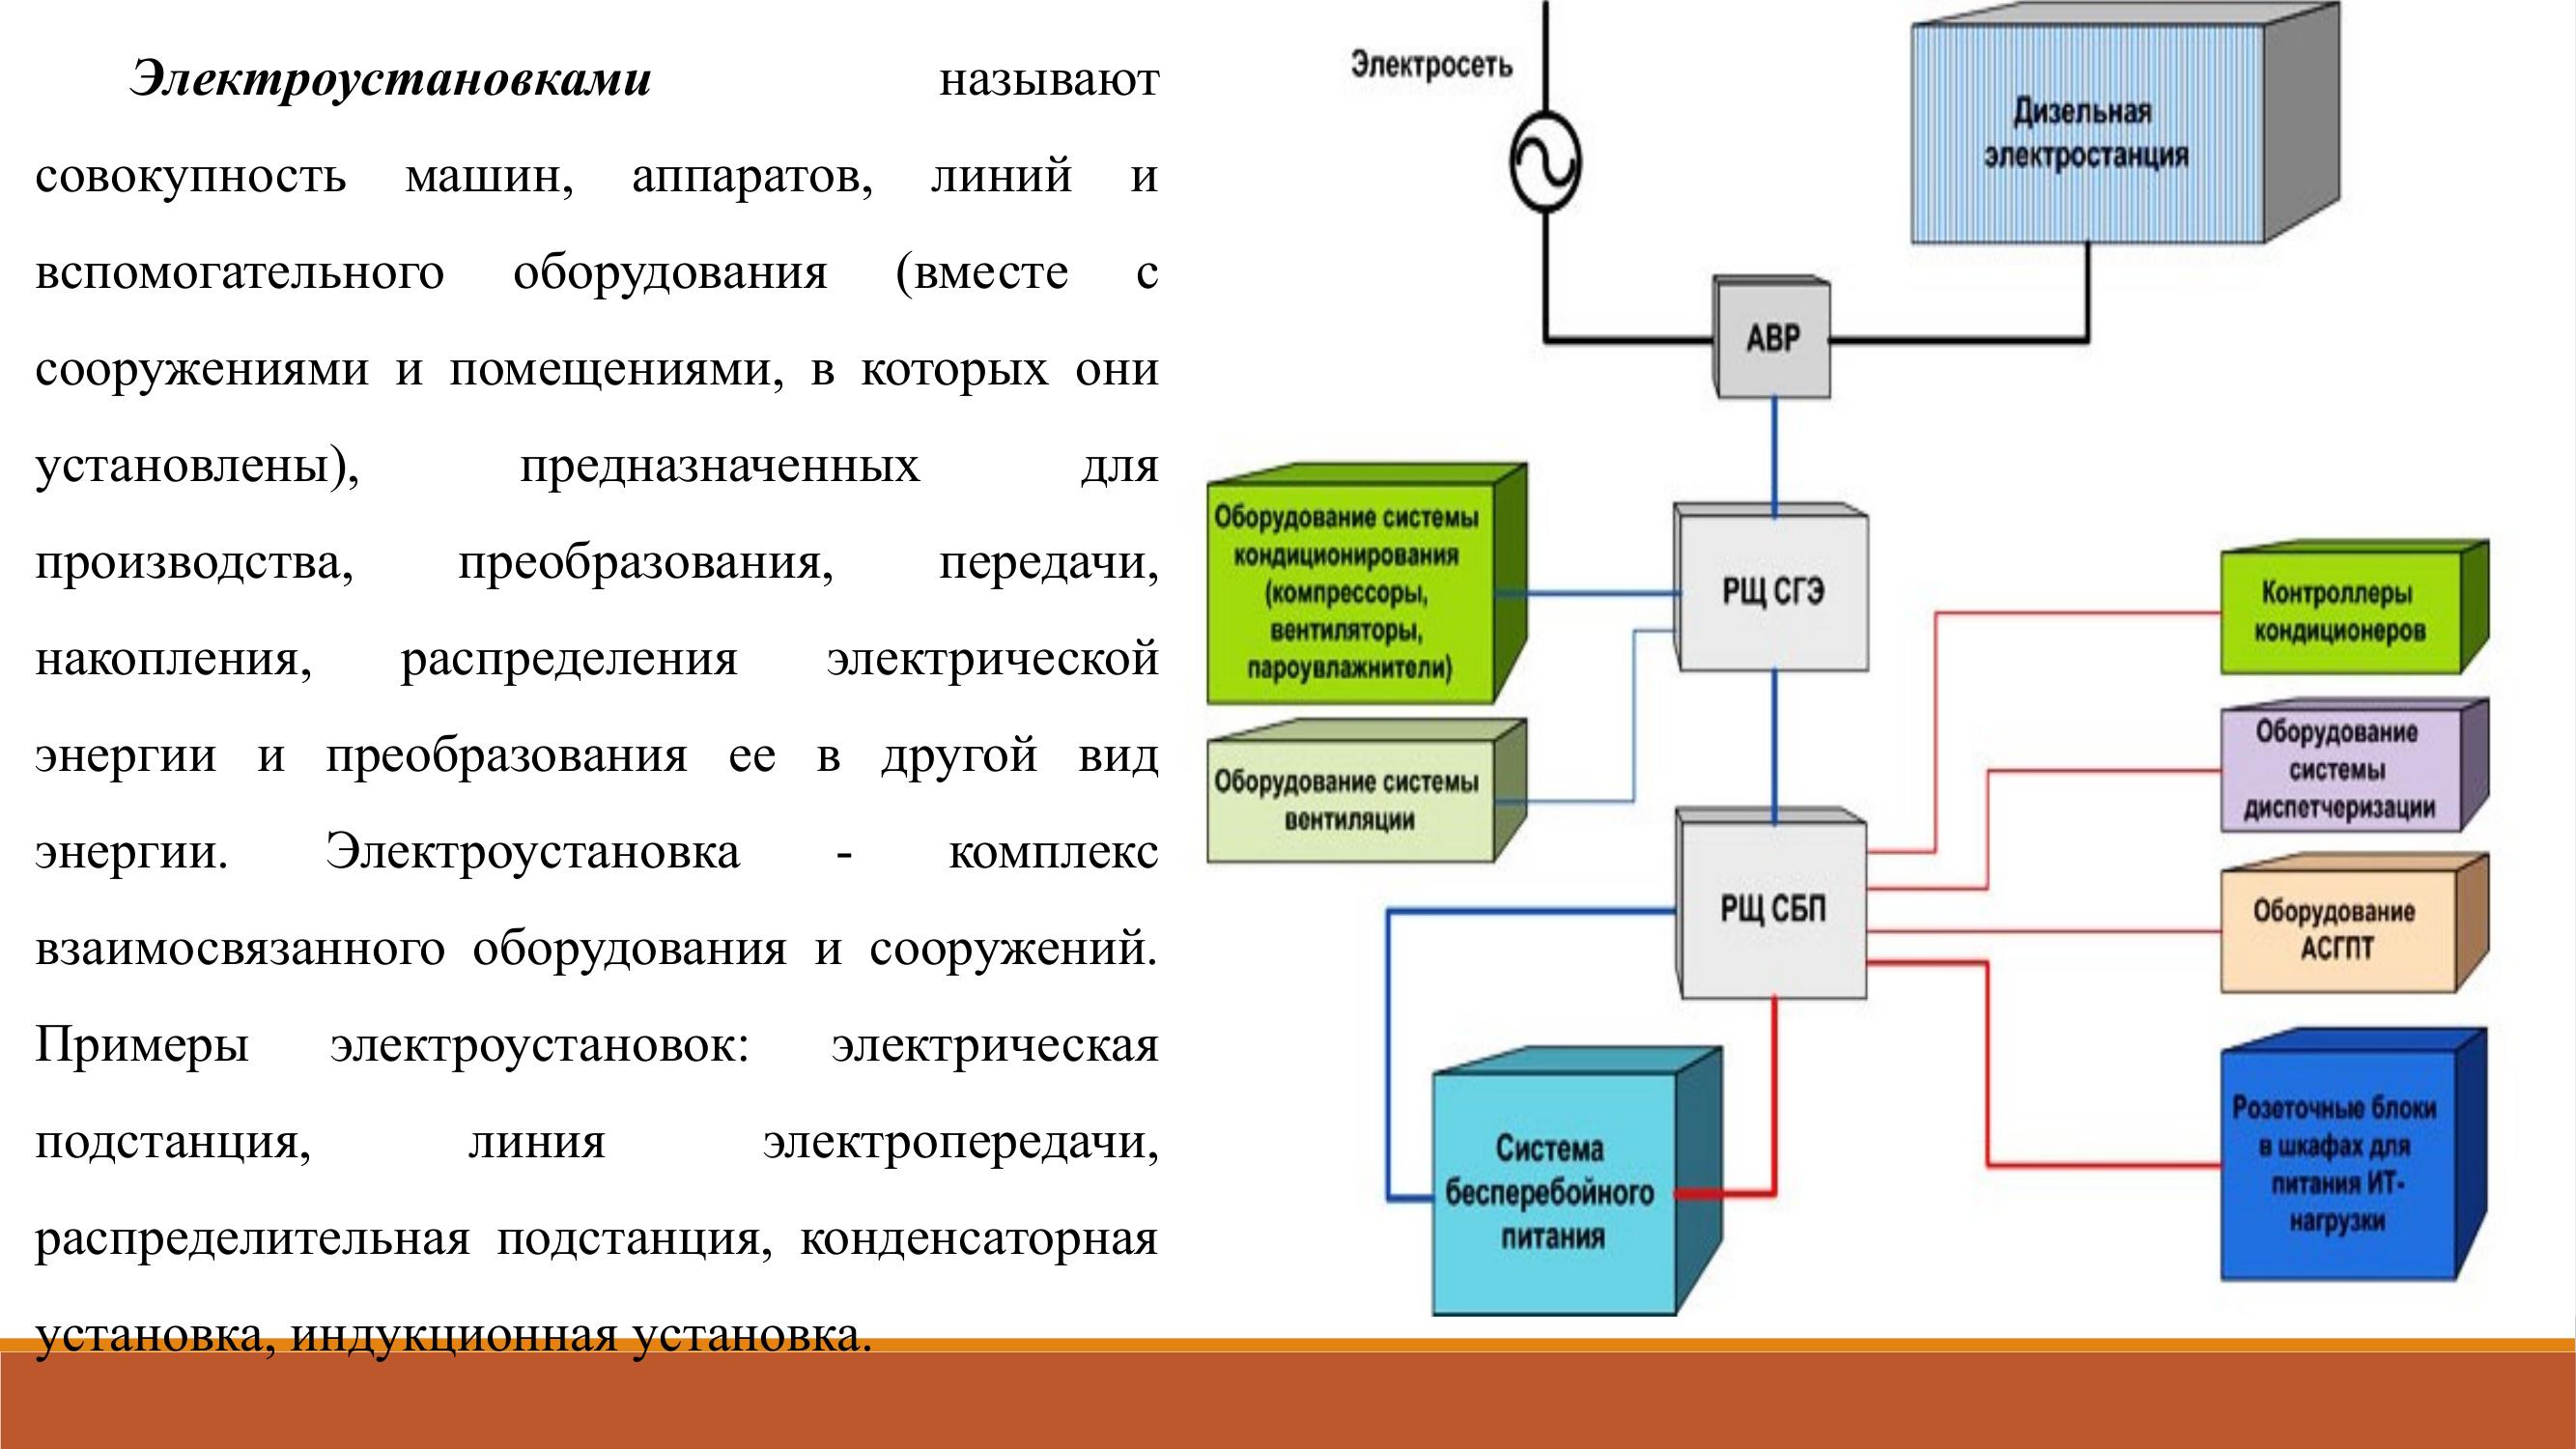 Электроустановками называют
совокупность машин, аппаратов, линий и
вспомогательного оборудования (вместе с
сооружениями и помещениями, в которых они
установлены), предназначенных для
производства, преобразования, передачи,
накопления, распределения электрической
энергии и преобразования ее в другой вид
энергии. Электроустановка - комплекс
взаимосвязанного оборудования и сооружений.
Примеры электроустановок: электрическая
подстанция, линия электропередачи,
распределительная подстанция, конденсаторная
установка, индукционная установка.
Электросеть
Дизельная
электростанция
АВР
Оборудование системы
кондиционирования
(компрессоры,
вентиляторы,
пароувлажнители)
РЩ СГЭ
Контроллеры
кондиционеров
Оборудование системы
вентиляции
Оборудование
системы
диспетчеризации
РЩ СБП
Оборудование
АСГПТ
Система
бесперебойного
питания
Розеточные блоки
в шкафах для
питания ИТ-
нагрузки